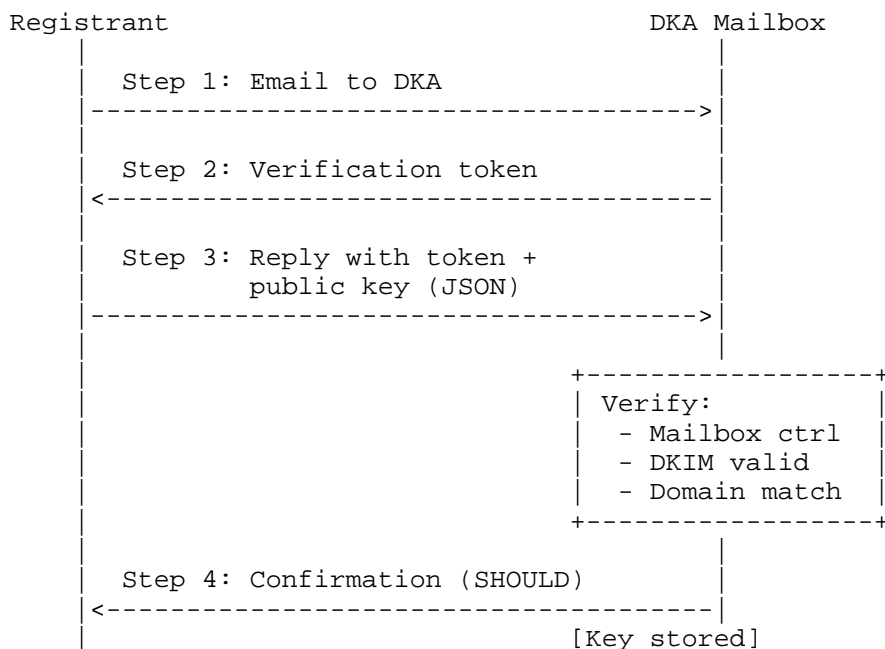 Registrant DKA Mailbox
Step 1: Email to DKA
Step 2: Verification token
Step 3: Reply with token +
public key (JSON)
Verify:
- Mailbox ctrl
- DKIM valid
- Domain match
Step 4: Confirmation (SHOULD)
[Key stored]